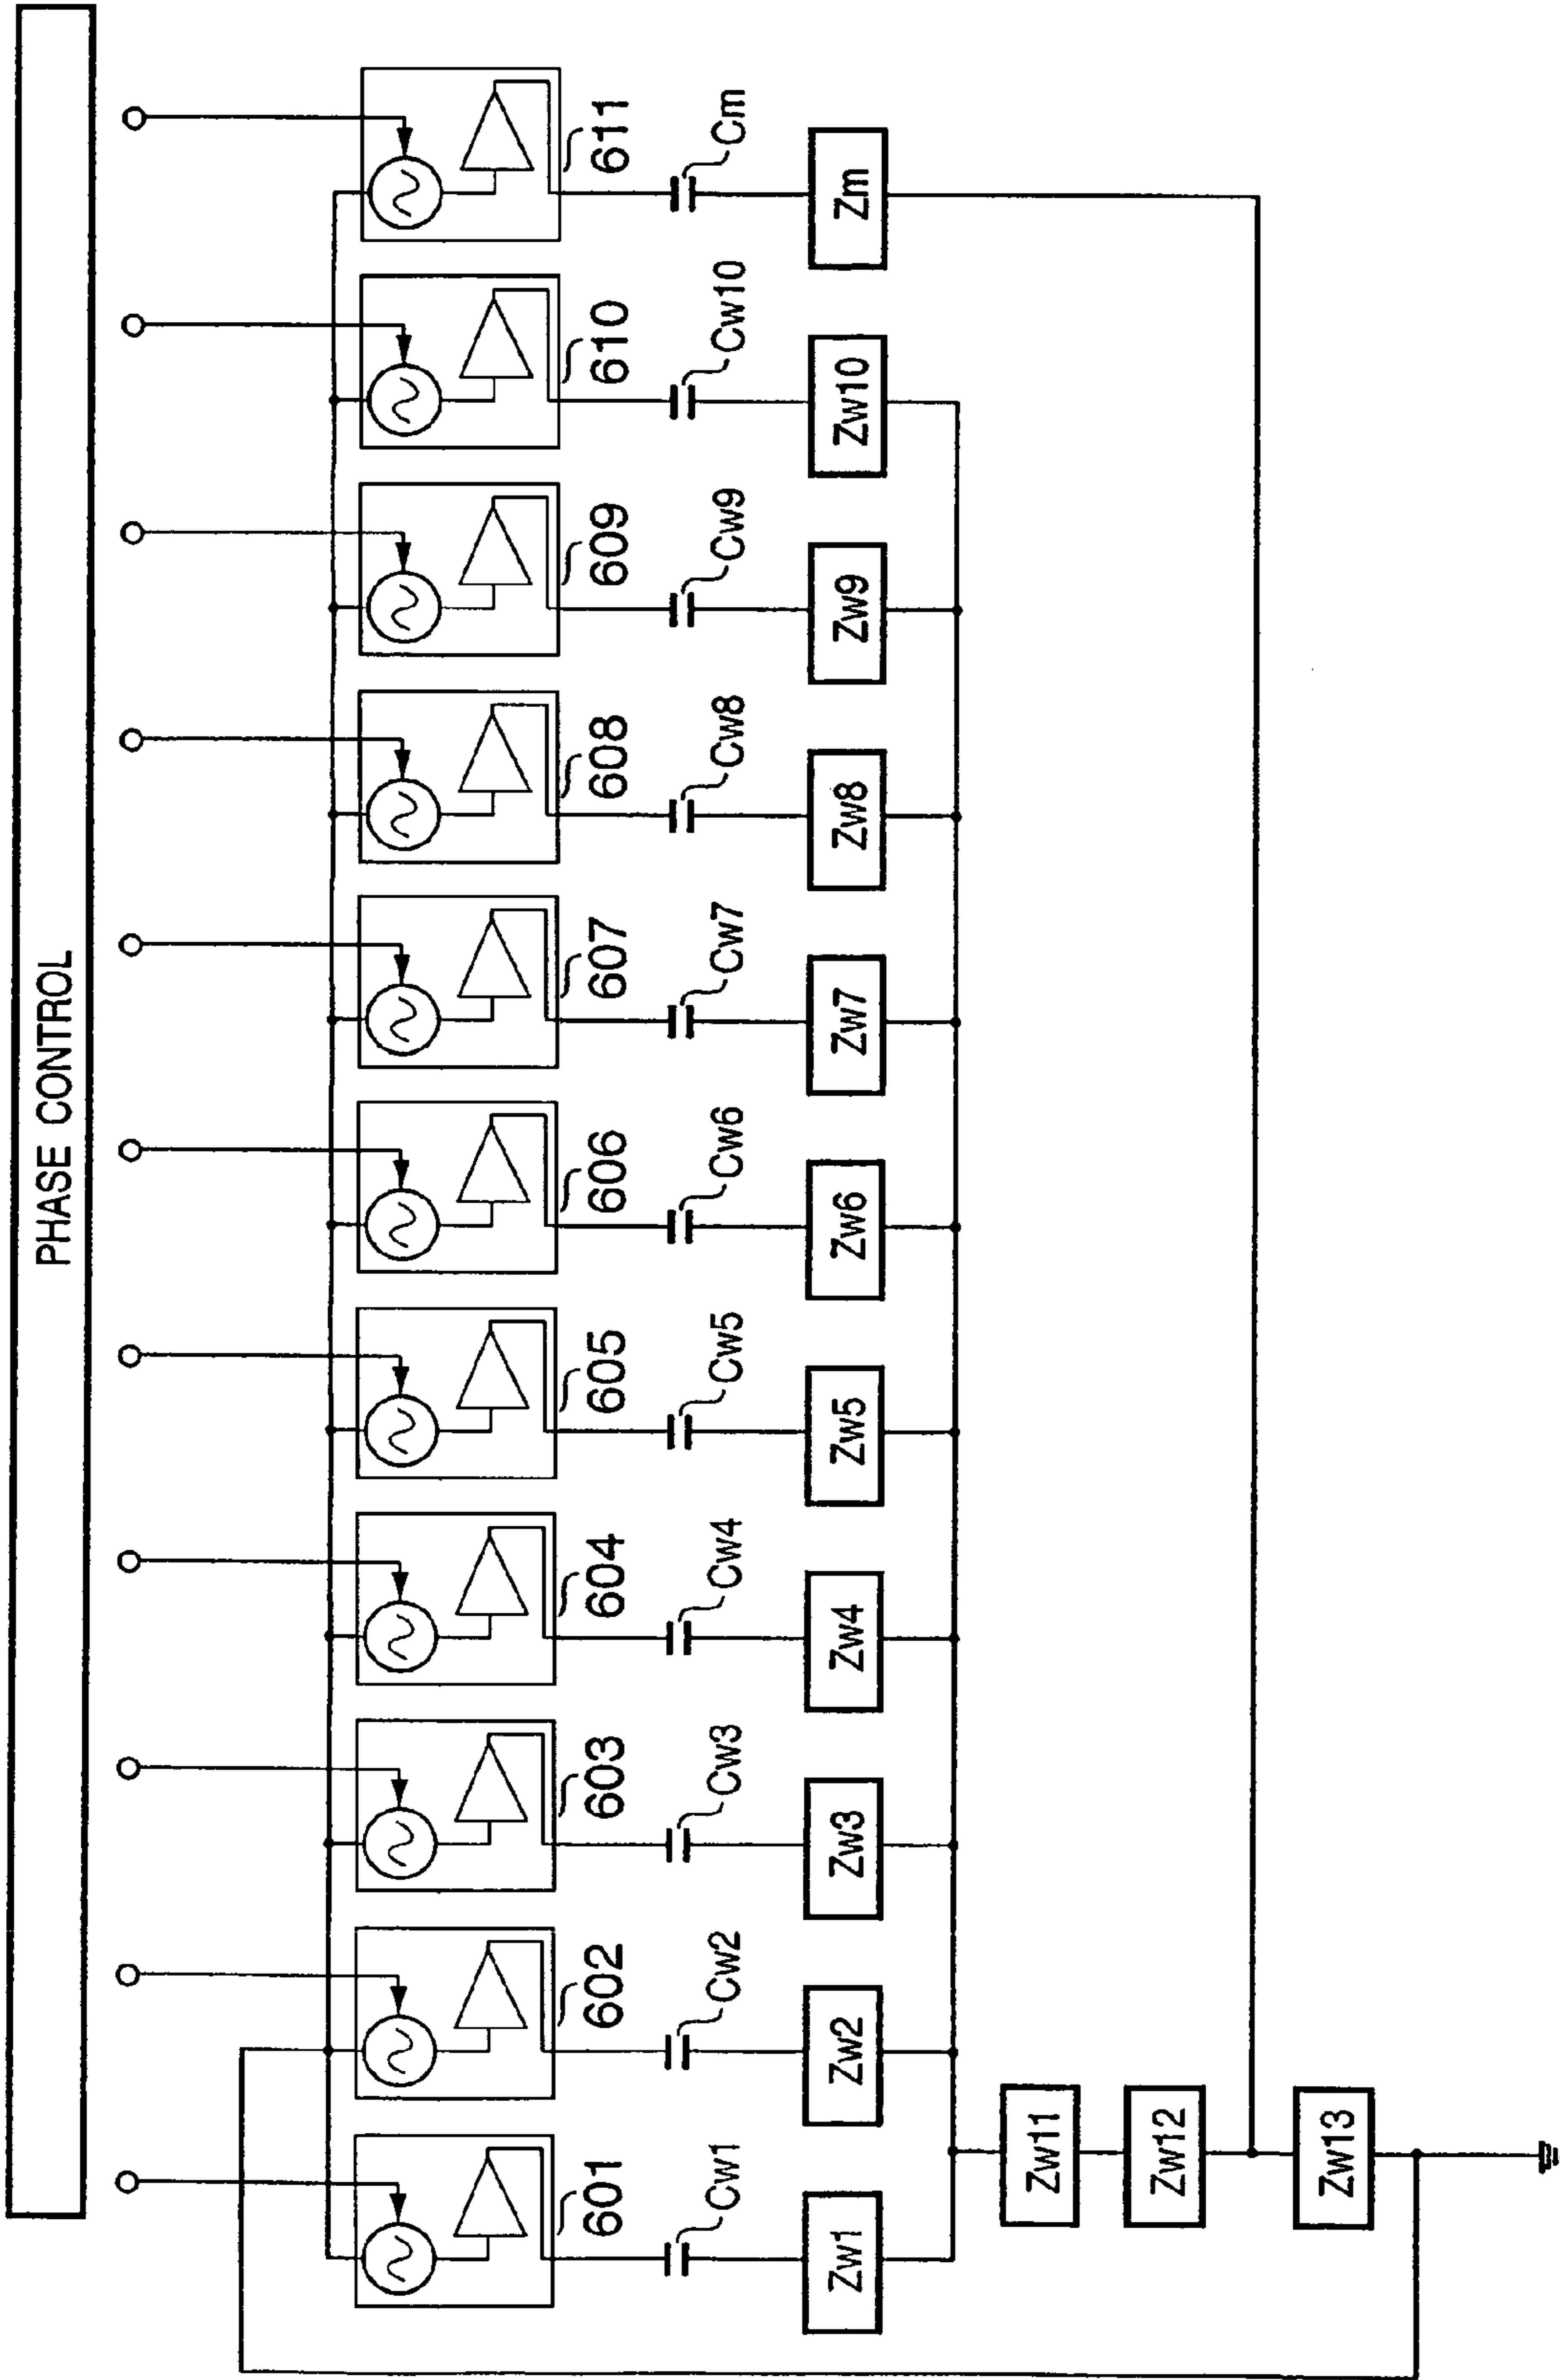 PHASE CONTROL
601 602 603 604 605 606 607 608 609 610 611
Cw1 Cw2 Cw3 Cw4 Cw5 Cw6 Cw7 Cw8 Cw9 Cw10 Cm
Zw1 Zw2 Zw3 Zw4 Zw5 Zw6 Zw7 Zw8 Zw9 Zw10 Zm
Zw11
Zw12
Zw13